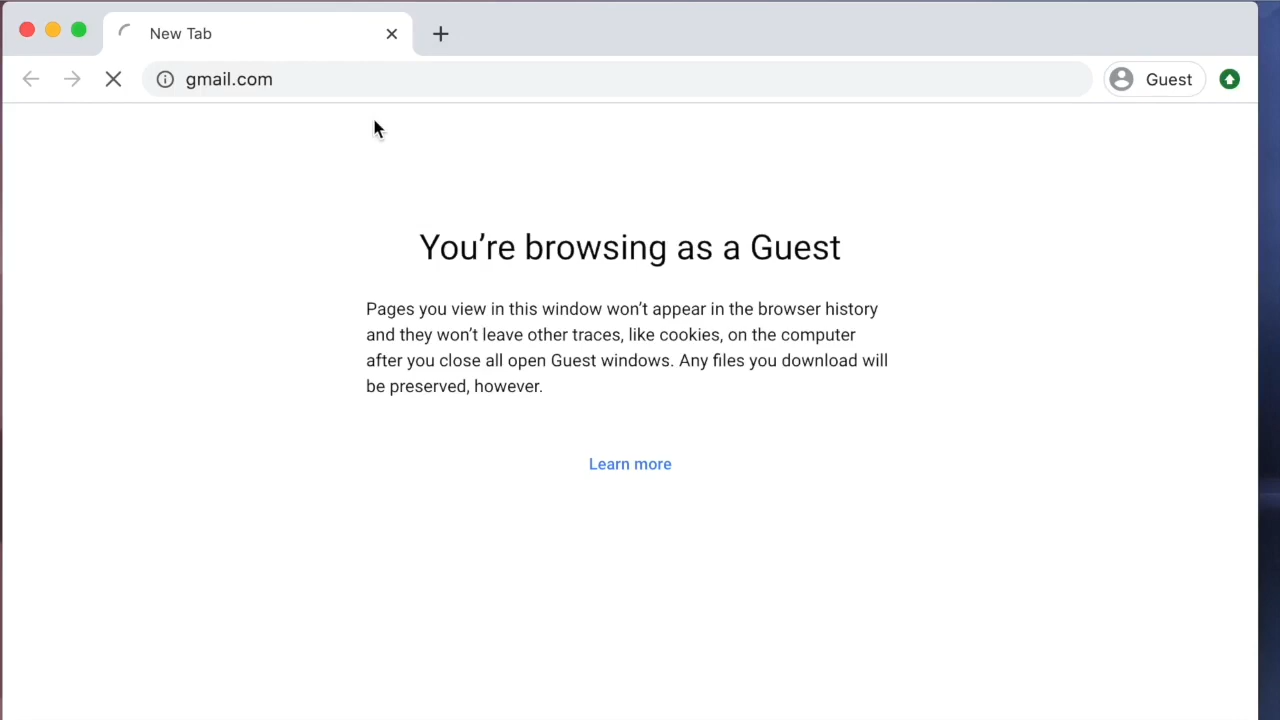 New Tab
gmail.com
Guest
You’re browsing as a Guest
Pages you view in this window won’t appear in the browser history
and they won’t leave other traces, like cookies, on the computer
after you close all open Guest windows. Any files you download will
be preserved, however.
Learn more